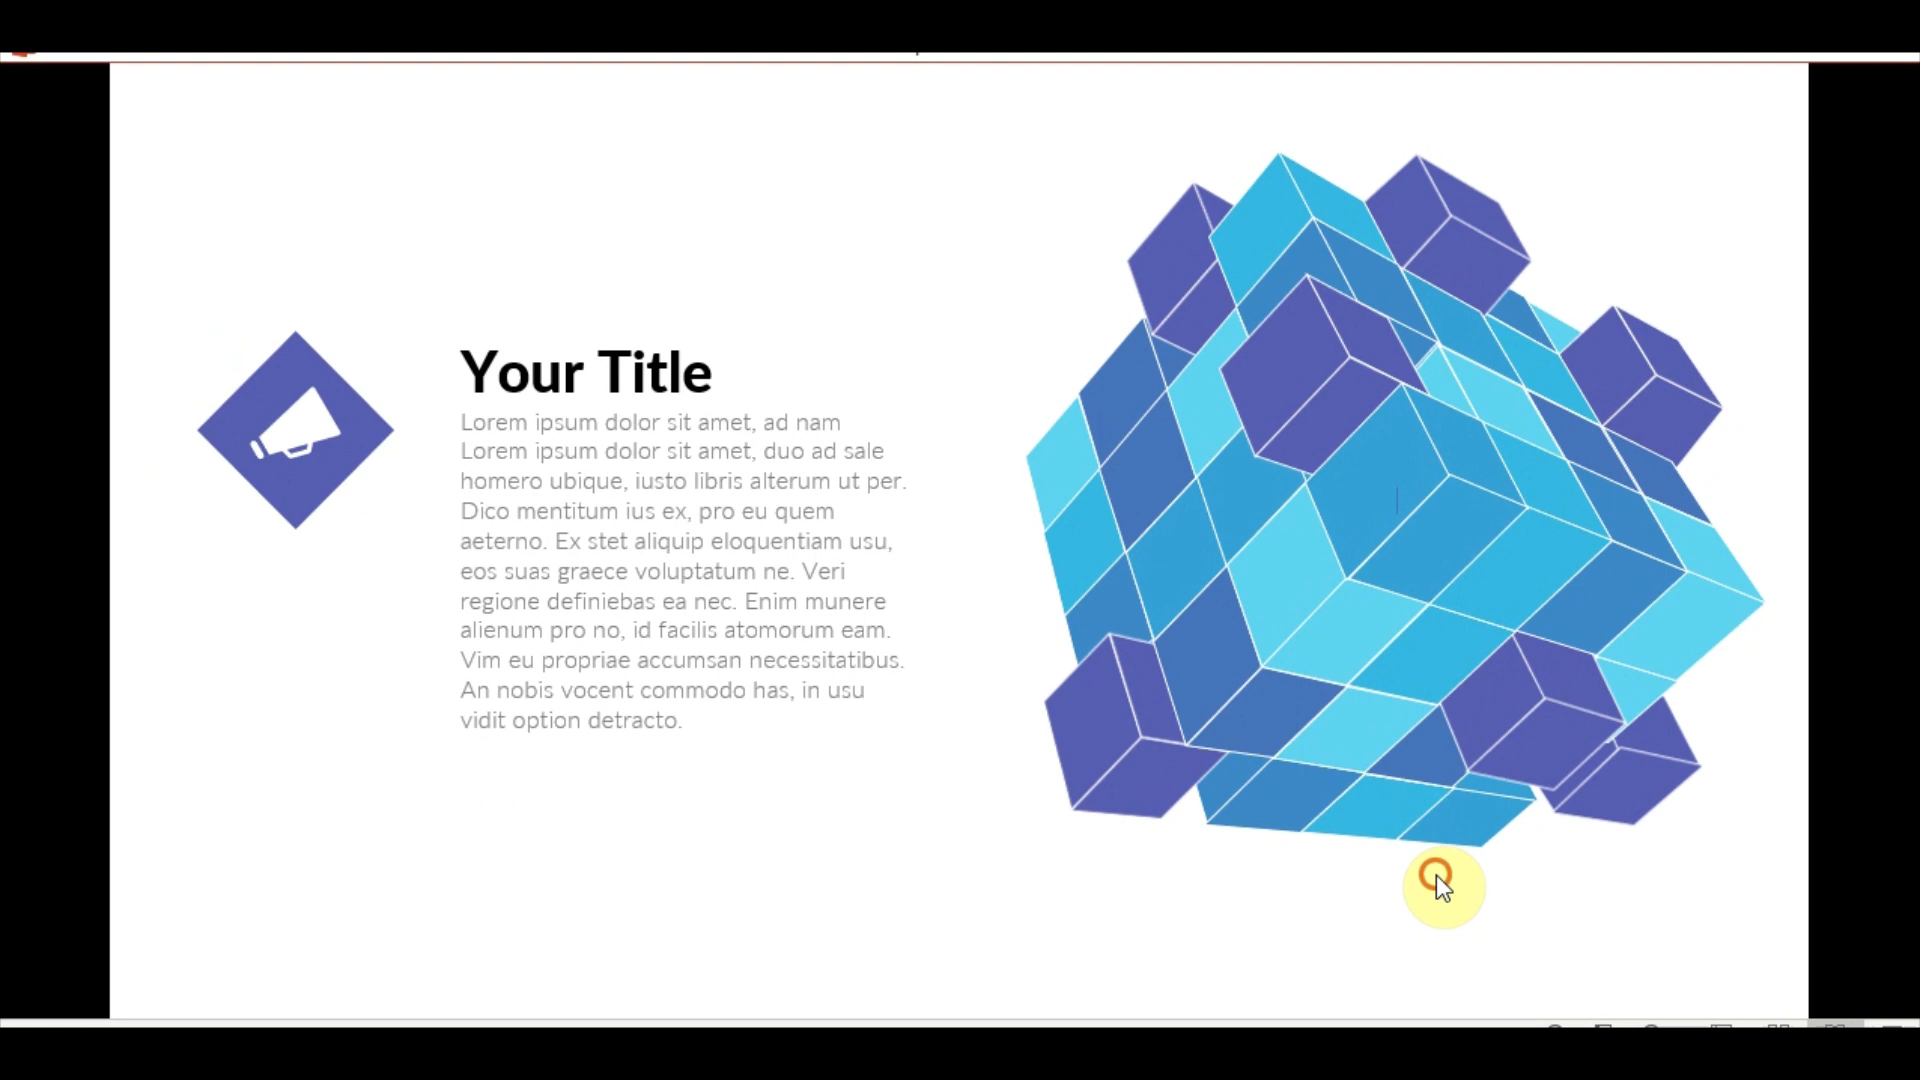 Your Title
Lorem ipsum dolor sit amet, ad nam
Lorem ipsum dolor sit amet, duo ad sale
homero ubique, iusto libris alterum ut per.
Dico mentitum ius ex, pro eu quem
aeterno. Ex stet aliquip eloquentiam usu,
eos suas graece voluptatum ne. Veri
regione definiebas ea nec. Enim munere
alienum pro no, id facilis atomorum eam.
Vim eu propriae accumsan necessitatibus.
An nobis vocent commodo has, in usu
vidit option detracto.